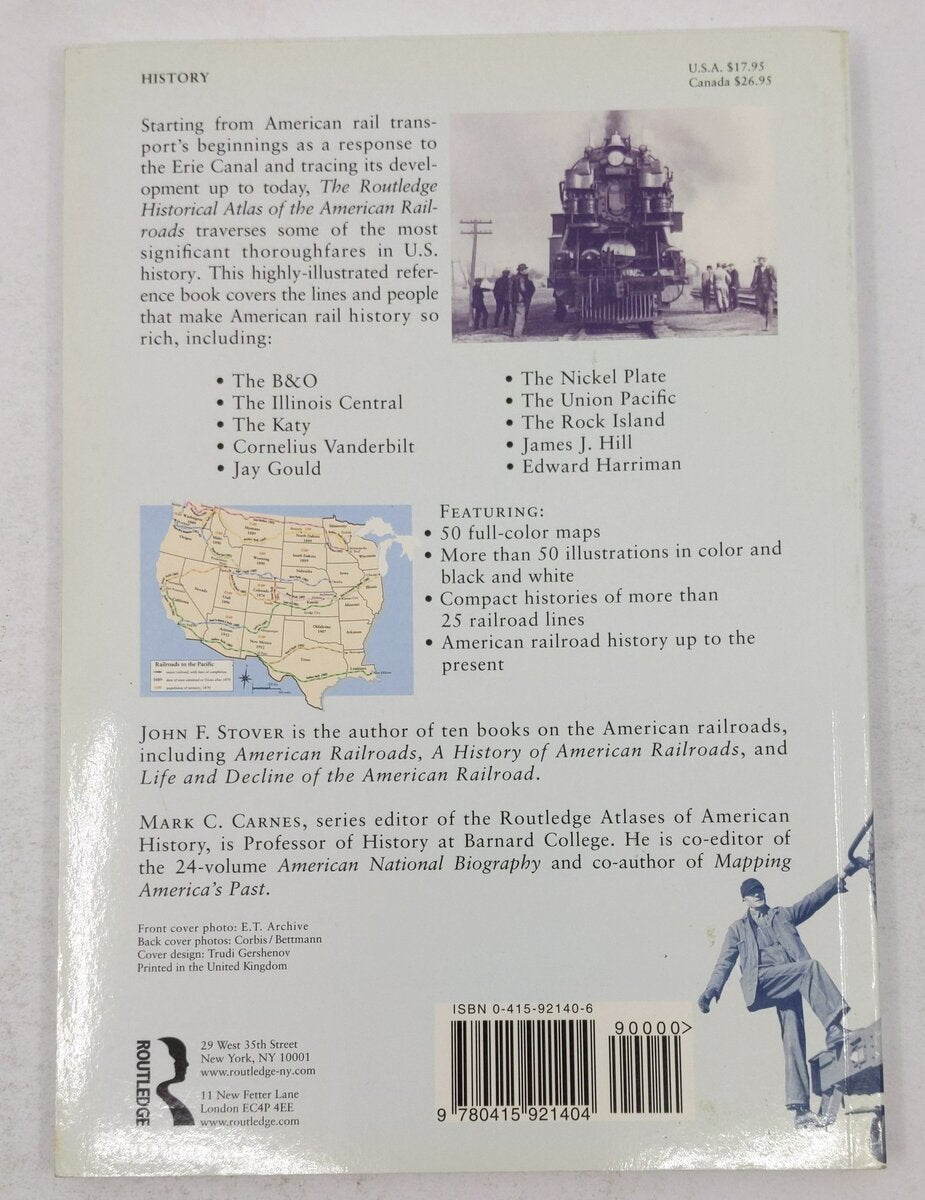 HISTORY
U.S.A. $17.95
Canada $26.95
Starting from American rail trans-
port's beginnings as a response to
the Erie Canal and tracing its devel-
opment up to today, The Routledge
Historical Atlas of the American Rail-
roads traverses some of the most
significant thoroughfares in U.S.
history. This highly-illustrated refer-
ence book covers the lines and people
that make American rail history so
rich, including:
• The B&O
• The Illinois Central
• The Katy
• Cornelius Vanderbilt
• Jay Gould
• The Nickel Plate
• The Union Pacific
• The Rock Island
• James J. Hill
• Edward Harriman
Railroads to the Pacific
FEATURING:
• 50 full-color maps
• More than 50 illustrations in color and
black and white
• Compact histories of more than
25 railroad lines
• American railroad history up to the
present
JOHN F. STOVER is the author of ten books on the American railroads,
including American Railroads, A History of American Railroads, and
Life and Decline of the American Railroad.
MARK C. CARNES, series editor of the Routledge Atlases of American
History, is Professor of History at Barnard College. He is co-editor of
the 24-volume American National Biography and co-author of Mapping
America's Past.
Front cover photo: E.T. Archive
Back cover photos: Corbis/Bettmann
Cover design: Trudi Gershenov
Printed in the United Kingdom
ROUTLEDGE
29 West 35th Street
New York, NY 10001
www.routledge-ny.com
11 New Fetter Lane
London EC4P 4EE
www.routledge.com
ISBN 0-415-92140-6
90000>
9 780415 921404